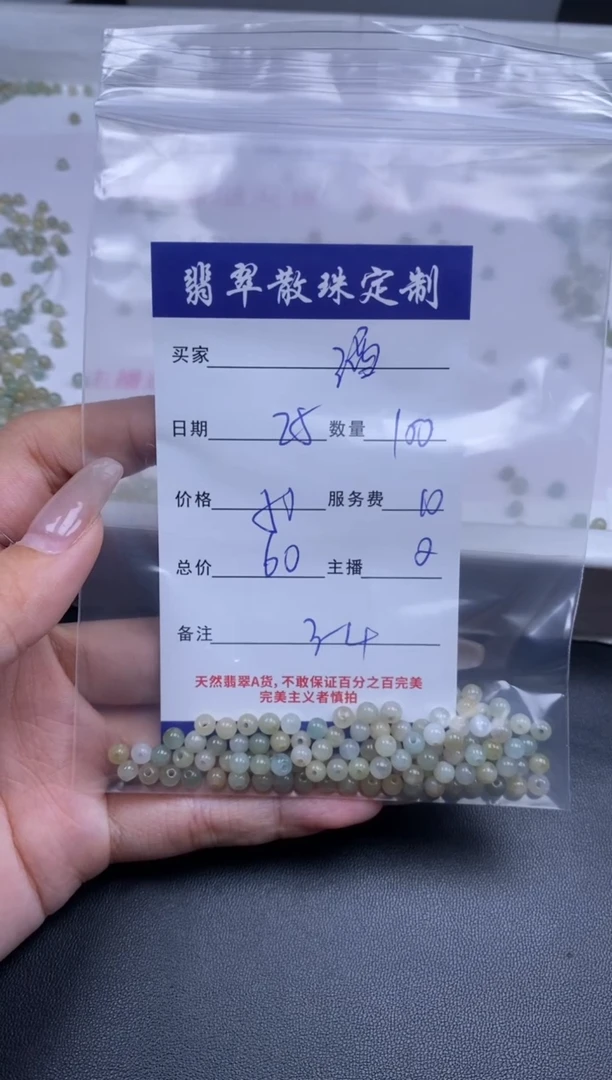 翡翠散珠定制
买家
日期 25 数量 100
价格 服务费 10
总价 60 主播
备注 3-4
天然翡翠A货,不敢保证百分之百完美
完美主义者慎拍